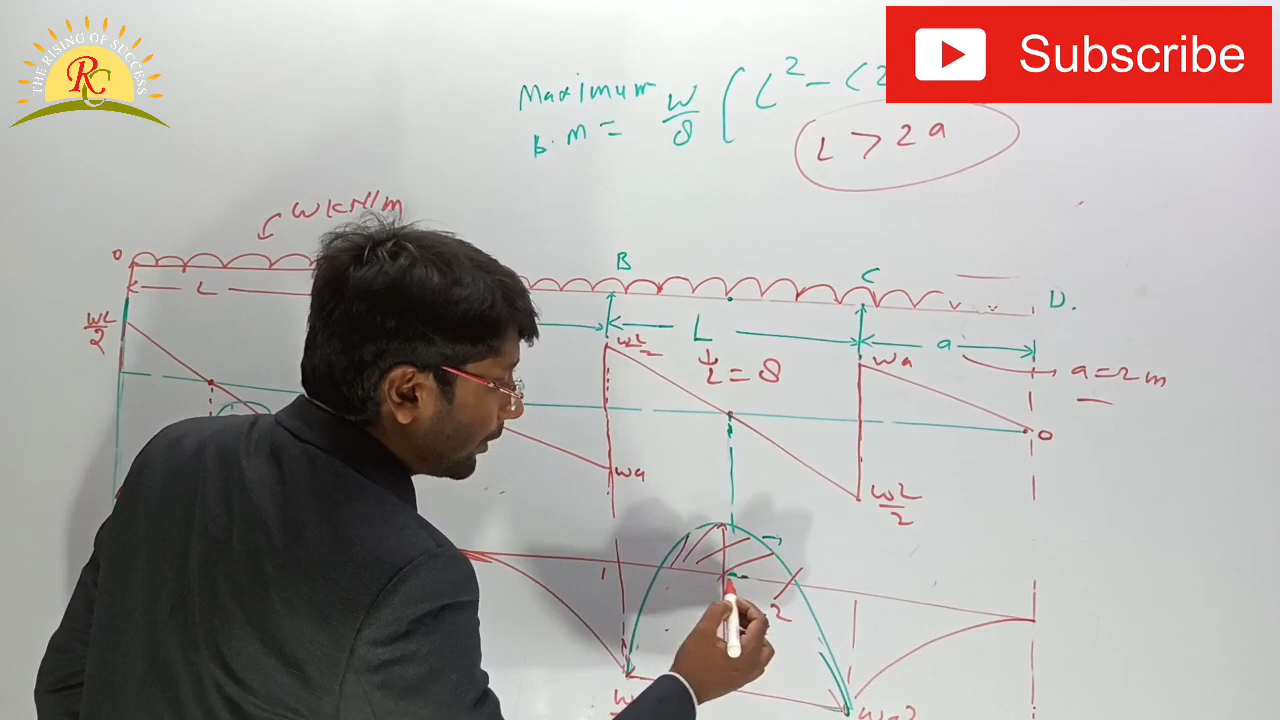 THE RISING OF SUCCESS
RC
Subscribe
Maximum
B.M = w/8 (L² - (2
L > 2a
w kN/m
O
B
C
D.
L
L
a
wL/2
wL/2
L = 8
wa
a = 2m
wa
O
wL/2
1
2